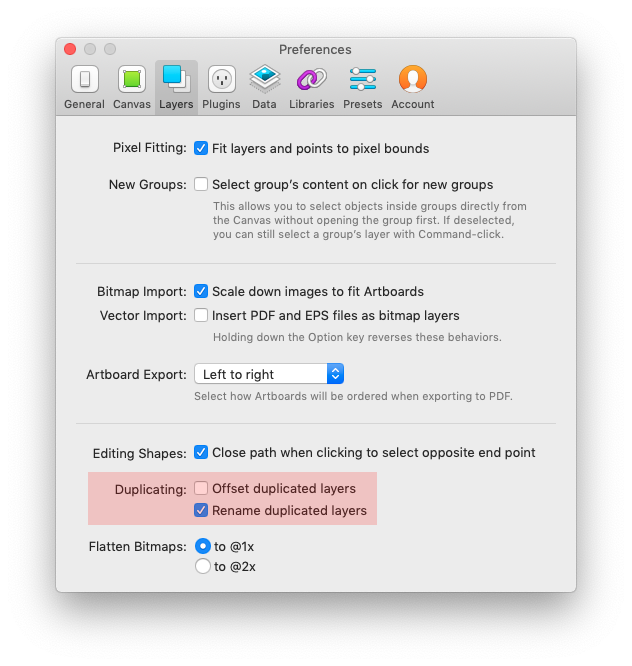 Preferences
General Canvas Layers Plugins Data Libraries Presets Account
Pixel Fitting: Fit layers and points to pixel bounds
New Groups: Select group's content on click for new groups
This allows you to select objects inside groups directly from
the Canvas without opening the group first. If deselected,
you can still select a group's layer with Command-click.
Bitmap Import: Scale down images to fit Artboards
Vector Import: Insert PDF and EPS files as bitmap layers
Holding down the Option key reverses these behaviors.
Artboard Export: Left to right
Select how Artboards will be ordered when exporting to PDF.
Editing Shapes: Close path when clicking to select opposite end point
Duplicating: Offset duplicated layers
Rename duplicated layers
Flatten Bitmaps: to @1x
to @2x